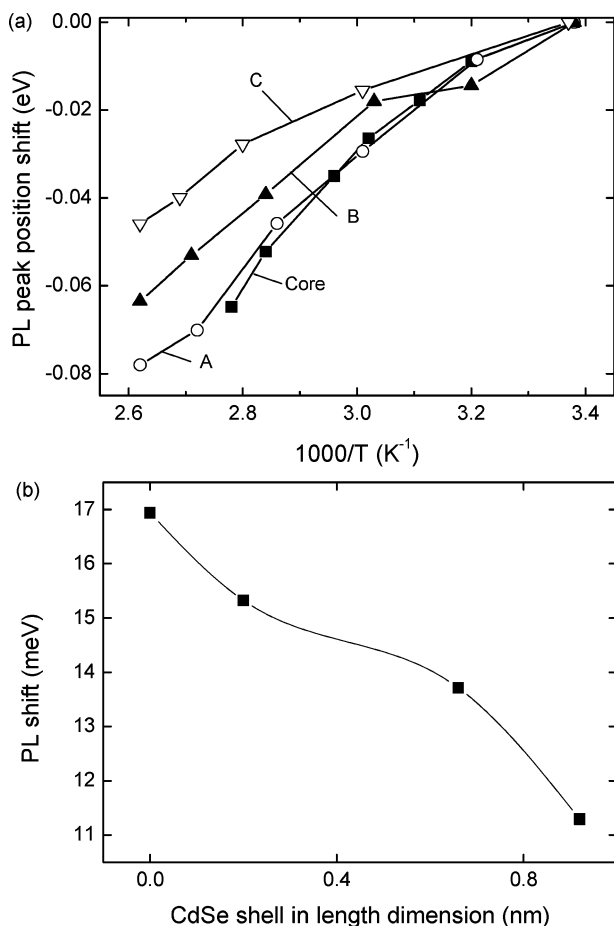 (a)
0.00
-0.02
-0.04
-0.06
-0.08
PL peak position shift (eV)
C
B
Core
A
2.6 2.8 3.0 3.2 3.4
1000/T (K⁻¹)
(b)
17
16
15
14
13
12
11
PL shift (meV)
0.0 0.4 0.8
CdSe shell in length dimension (nm)